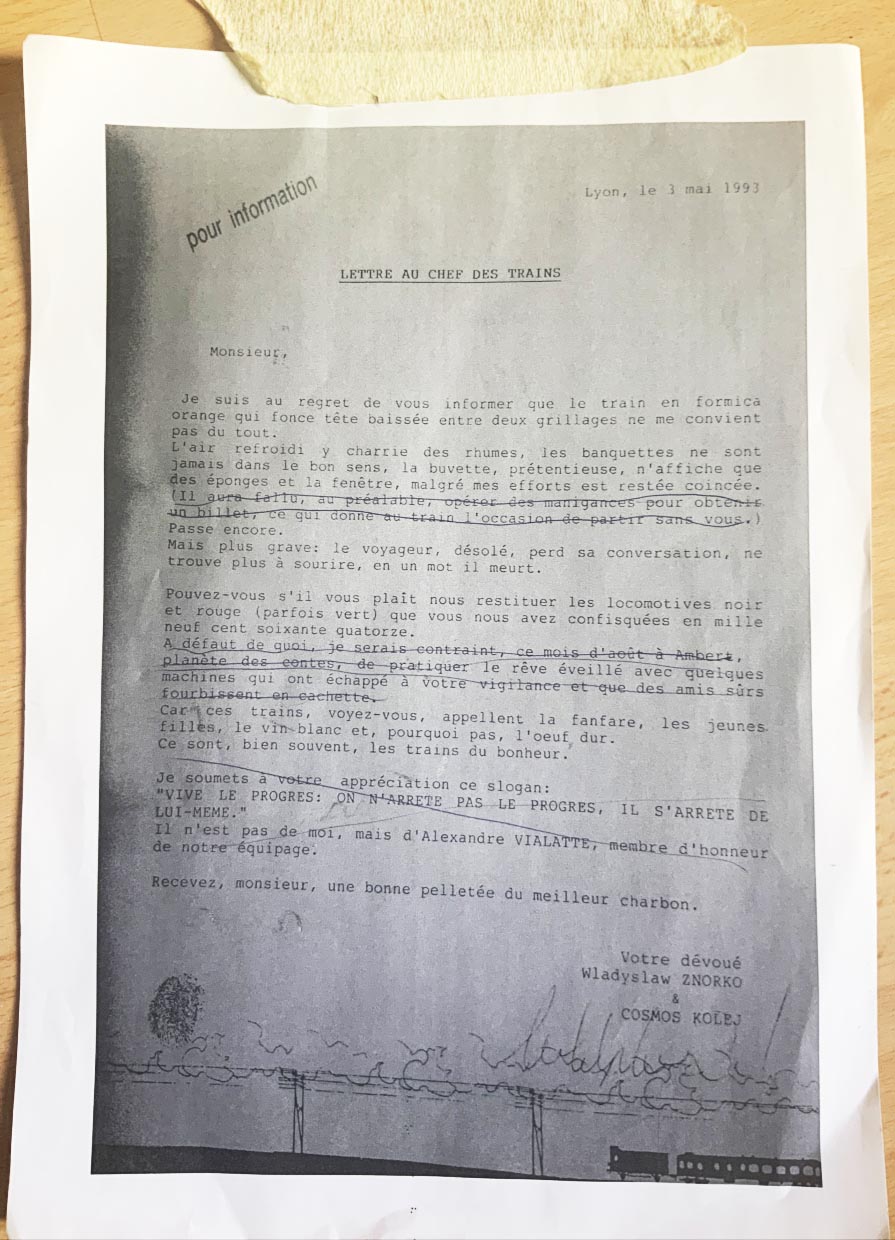 pour information
Lyon, le 3 mai 1993
LETTRE AU CHEF DES TRAINS
Monsieur,
Je suis au regret de vous informer que le train en formica
orange qui fonce tête baissée entre deux grillages ne me convient
pas du tout.
L'air refroidi y charrie des rhumes, les banquettes ne sont
jamais dans le bon sens, la buvette, prétentieuse, n'affiche que
des éponges et la fenêtre, malgré mes efforts est restée coincée.
(Il aura fallu, au préalable, opérer des manigances pour obtenir
un billet, ce qui donne au train l'occasion de partir sans vous.)
Passe encore.
Mais plus grave: le voyageur, désolé, perd sa conversation, ne
trouve plus à sourire, en un mot il meurt.
Pouvez-vous s'il vous plaît nous restituer les locomotives noir
et rouge (parfois vert) que vous nous avez confisquées en mille
neuf cent soixante quatorze.
A défaut de quoi, je serais contraint, ce mois d'août à Ambert,
planète des contes, de pratiquer le rêve éveillé avec quelques
machines qui ont échappé à votre vigilance et que des amis sûrs
fourbissent en cachette.
Car ces trains, voyez-vous, appellent la fanfare, les jeunes
filles, le vin blanc et, pourquoi pas, l'oeuf dur.
Ce sont, bien souvent, les trains du bonheur.
Je soumets à votre appréciation ce slogan:
"VIVE LE PROGRES: ON N'ARRETE PAS LE PROGRES, IL S'ARRETE DE
LUI-MEME."
Il n'est pas de moi, mais d'Alexandre VIALATTE, membre d'honneur
de notre équipage.
Recevez, monsieur, une bonne pelletée du meilleur charbon.
Votre dévoué
Wladyslaw ZNORKO
&
COSMOS KOLEJ